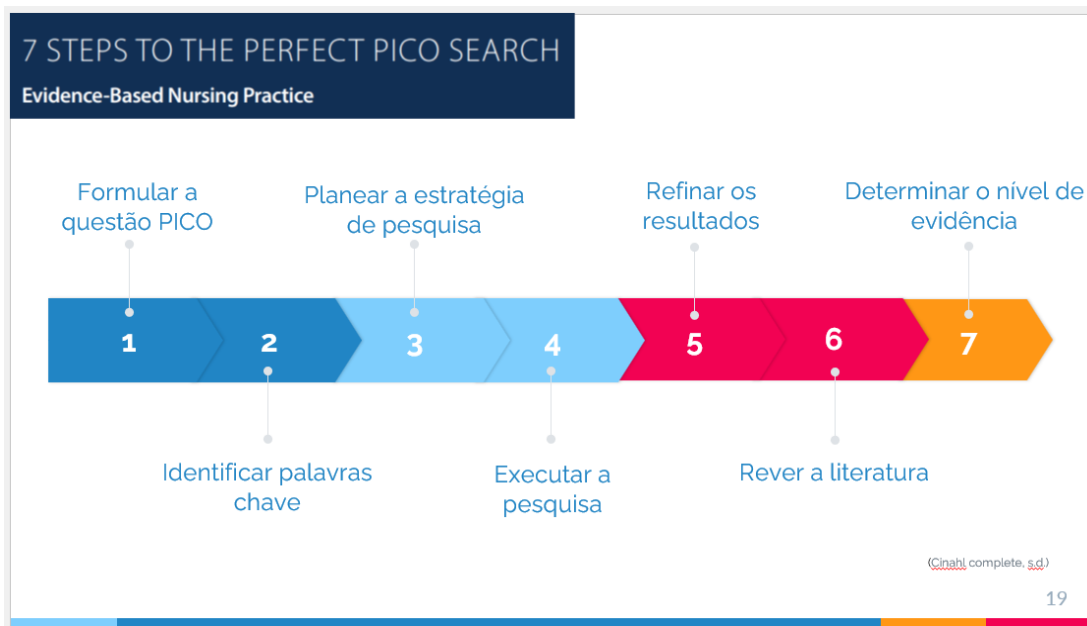 7 STEPS TO THE PERFECT PICO SEARCH
Evidence-Based Nursing Practice
Formular a
questão PICO
Planear a estratégia
de pesquisa
Refinar os
resultados
Determinar o nível de
evidência
1
2
3
4
5
6
7
Identificar palavras
chave
Executar a
pesquisa
Rever a literatura
(Cinahl complete, s.d.)
19